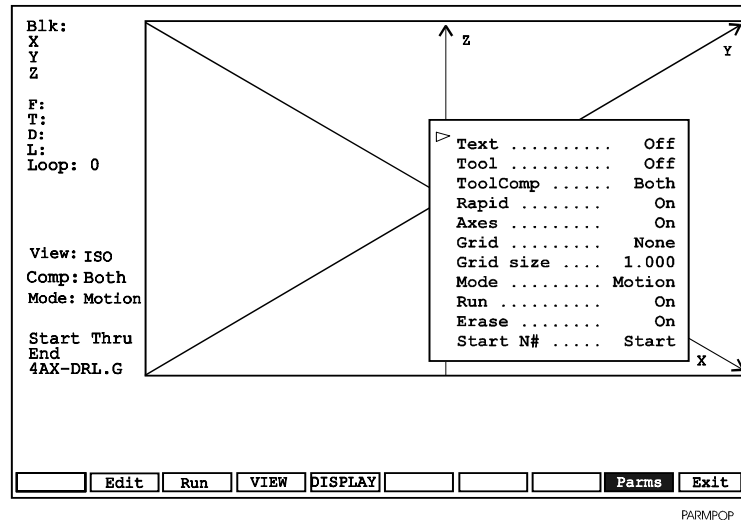 Blk:
X
Y
Z
F:
T:
D:
L:
Loop: 0
View: ISO
Comp: Both
Mode: Motion
Start Thru
End
4AX-DRL.G
Z
Y
X
Text .......... Off
Tool .......... Off
ToolComp ...... Both
Rapid ........ On
Axes ......... On
Grid ......... None
Grid size .... 1.000
Mode ......... Motion
Run .......... On
Erase ........ On
Start N# ..... Start
Edit Run VIEW DISPLAY Parms Exit
PARMPOP